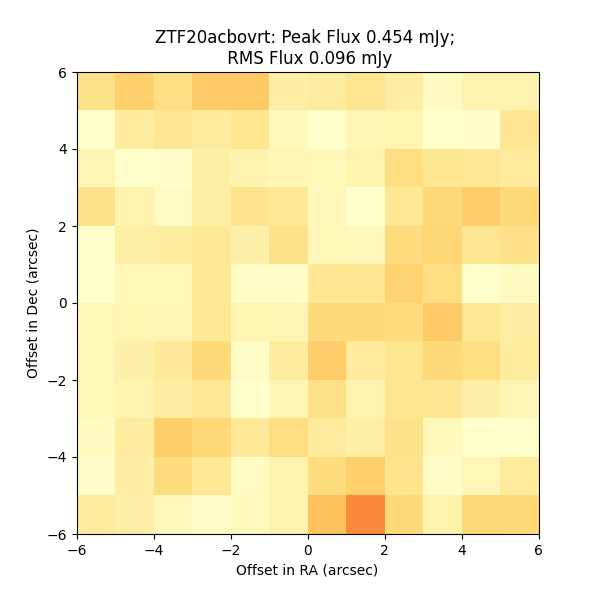 ZTF20acbovrt: Peak Flux 0.454 mJy;
RMS Flux 0.096 mJy
6
4
2
0
−2
−4
−6
Offset in Dec (arcsec)
−6 −4 −2 0 2 4 6
Offset in RA (arcsec)